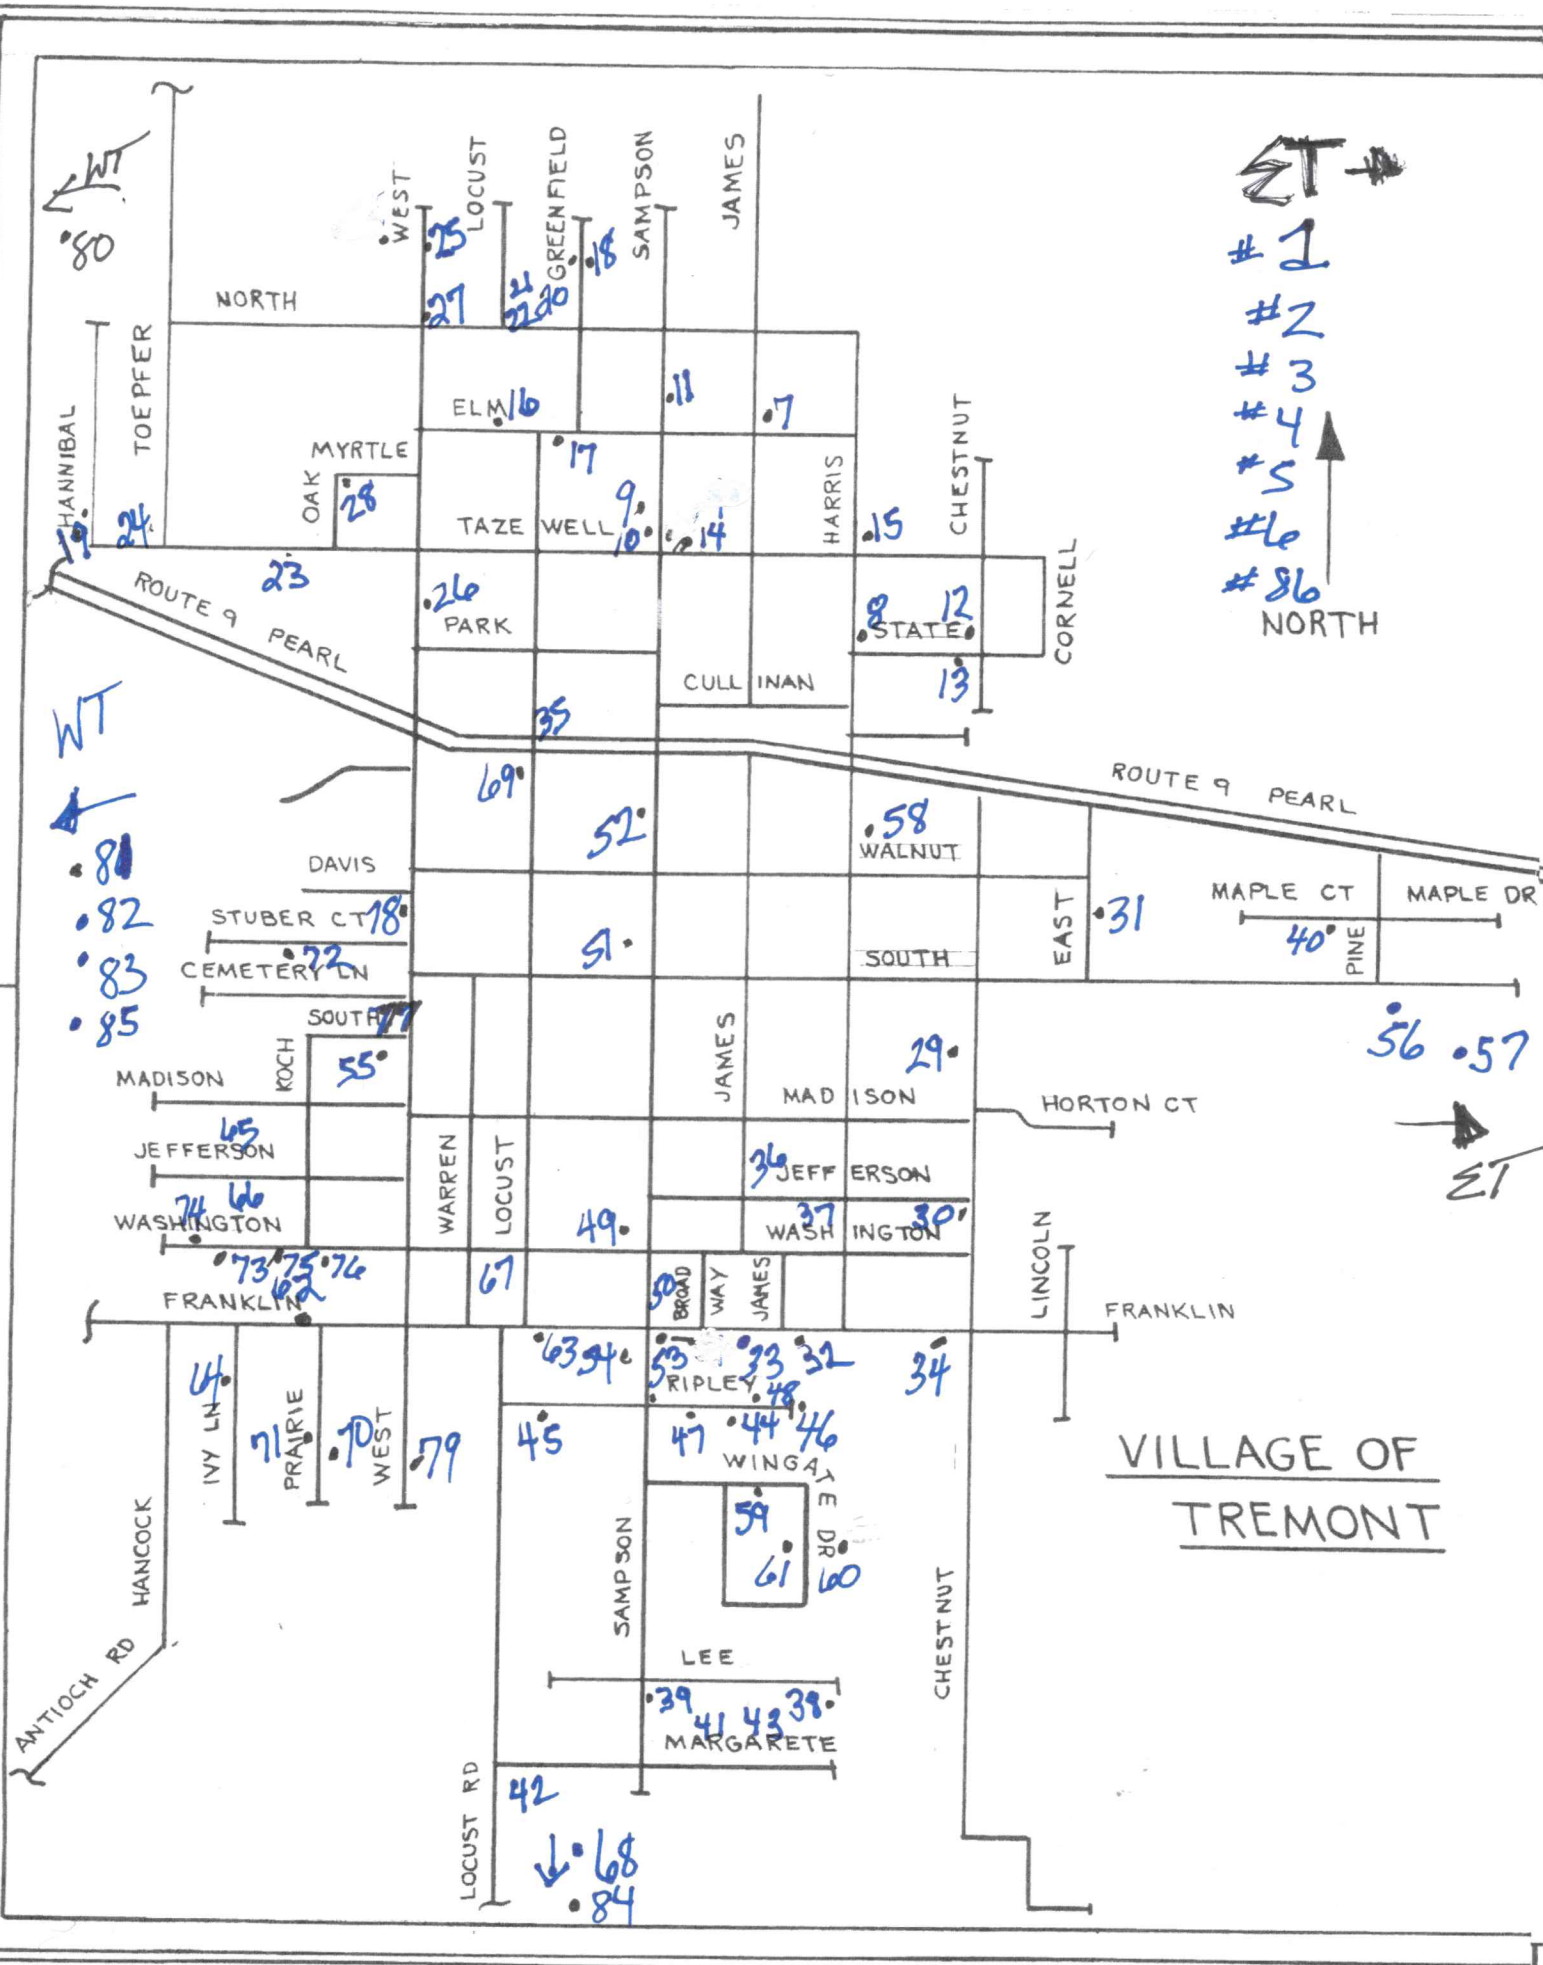 WT
80
WEST
LOCUST
GREENFIELD
SAMPSON
JAMES
ET
# 1
# 2
# 3
# 4
# 5
#6
# 86
NORTH
25
18
21
22
20
27
NORTH
HANNIBAL
TOEPFER
ELM
16
11
7
MYRTLE
OAK
28
17
HARRIS
CHESTNUT
19
24
TAZE WELL
9
10
14
15
23
ROUTE 9 PEARL
26
PARK
8
12
STATE
CORNELL
13
CULL INAN
35
WT
69
52
58
WALNUT
ROUTE 9 PEARL
81
82
83
85
DAVIS
STUBER CT
78
72
CEMETERY LN
51
SOUTH
EAST
31
MAPLE CT
MAPLE DR
40
PINE
SOUTH
77
KOCH
55
JAMES
29
56
57
MADISON
MAD ISON
HORTON CT
ET
65
JEFFERSON
WARREN
LOCUST
36
JEFF ERSON
74
66
WASHINGTON
49
37
30
WASH INGTON
LINCOLN
73
75
76
62
67
50
BROAD WAY
JAMES
FRANKLIN
FRANKLIN
63
54
53
33
32
34
64
IVY LN
RIPLEY
48
71
PRAIRIE
70
WEST
79
45
47
44
46
WINGATE DR
59
61
60
VILLAGE OF
TREMONT
HANCOCK
SAMPSON
CHESTNUT
ANTIOCH RD
LEE
39
41
43
38
MARGARETE
LOCUST RD
42
68
84